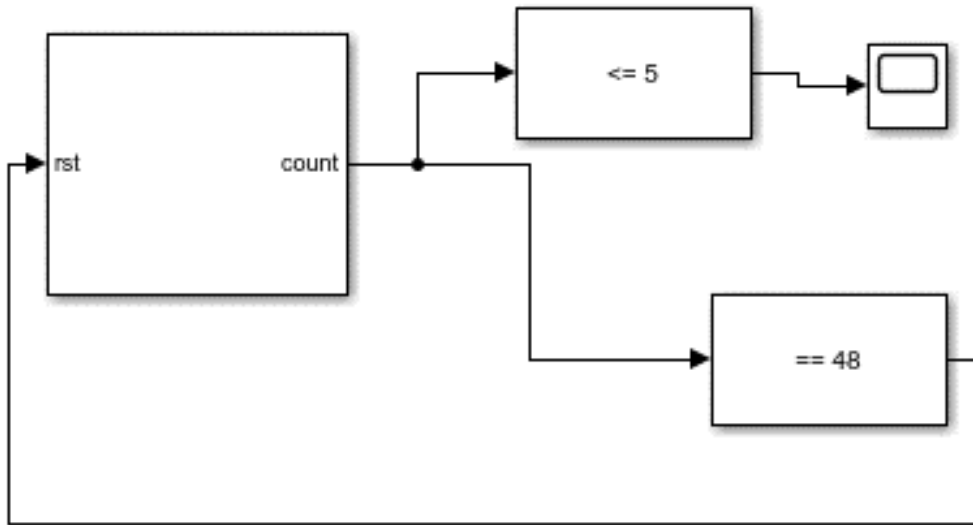 <= 5
rst
count
== 48